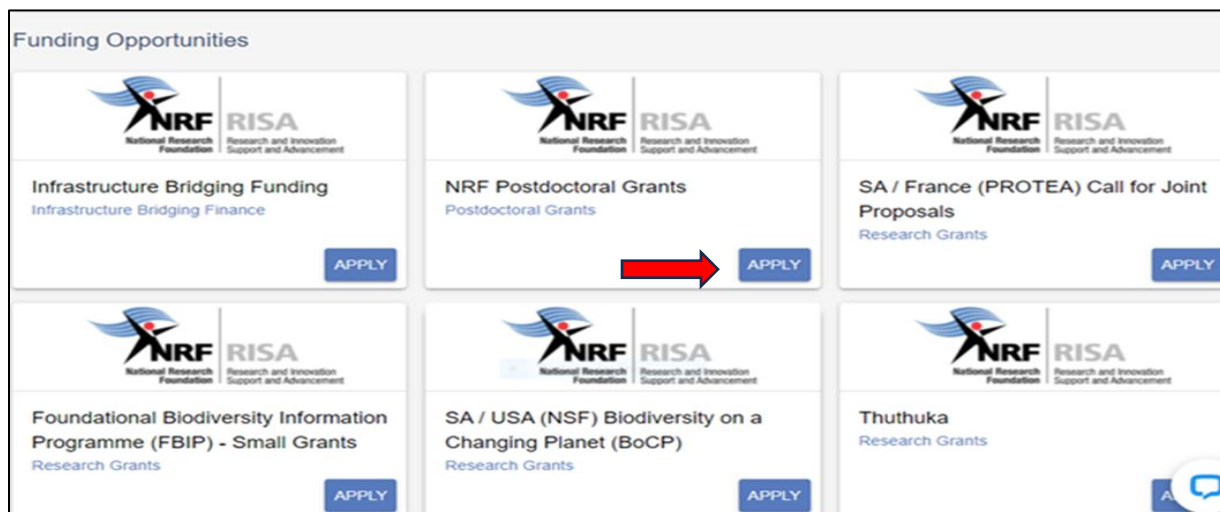 Funding Opportunities
NRF RISA
National Research Foundation Research and Innovation Support and Advancement
Infrastructure Bridging Funding
Infrastructure Bridging Finance
APPLY
NRF RISA
National Research Foundation Research and Innovation Support and Advancement
NRF Postdoctoral Grants
Postdoctoral Grants
APPLY
NRF RISA
National Research Foundation Research and Innovation Support and Advancement
SA / France (PROTEA) Call for Joint
Proposals
Research Grants
APPLY
NRF RISA
National Research Foundation Research and Innovation Support and Advancement
Foundational Biodiversity Information
Programme (FBIP) - Small Grants
Research Grants
APPLY
NRF RISA
National Research Foundation Research and Innovation Support and Advancement
SA / USA (NSF) Biodiversity on a
Changing Planet (BoCP)
Research Grants
APPLY
NRF RISA
National Research Foundation Research and Innovation Support and Advancement
Thuthuka
Research Grants